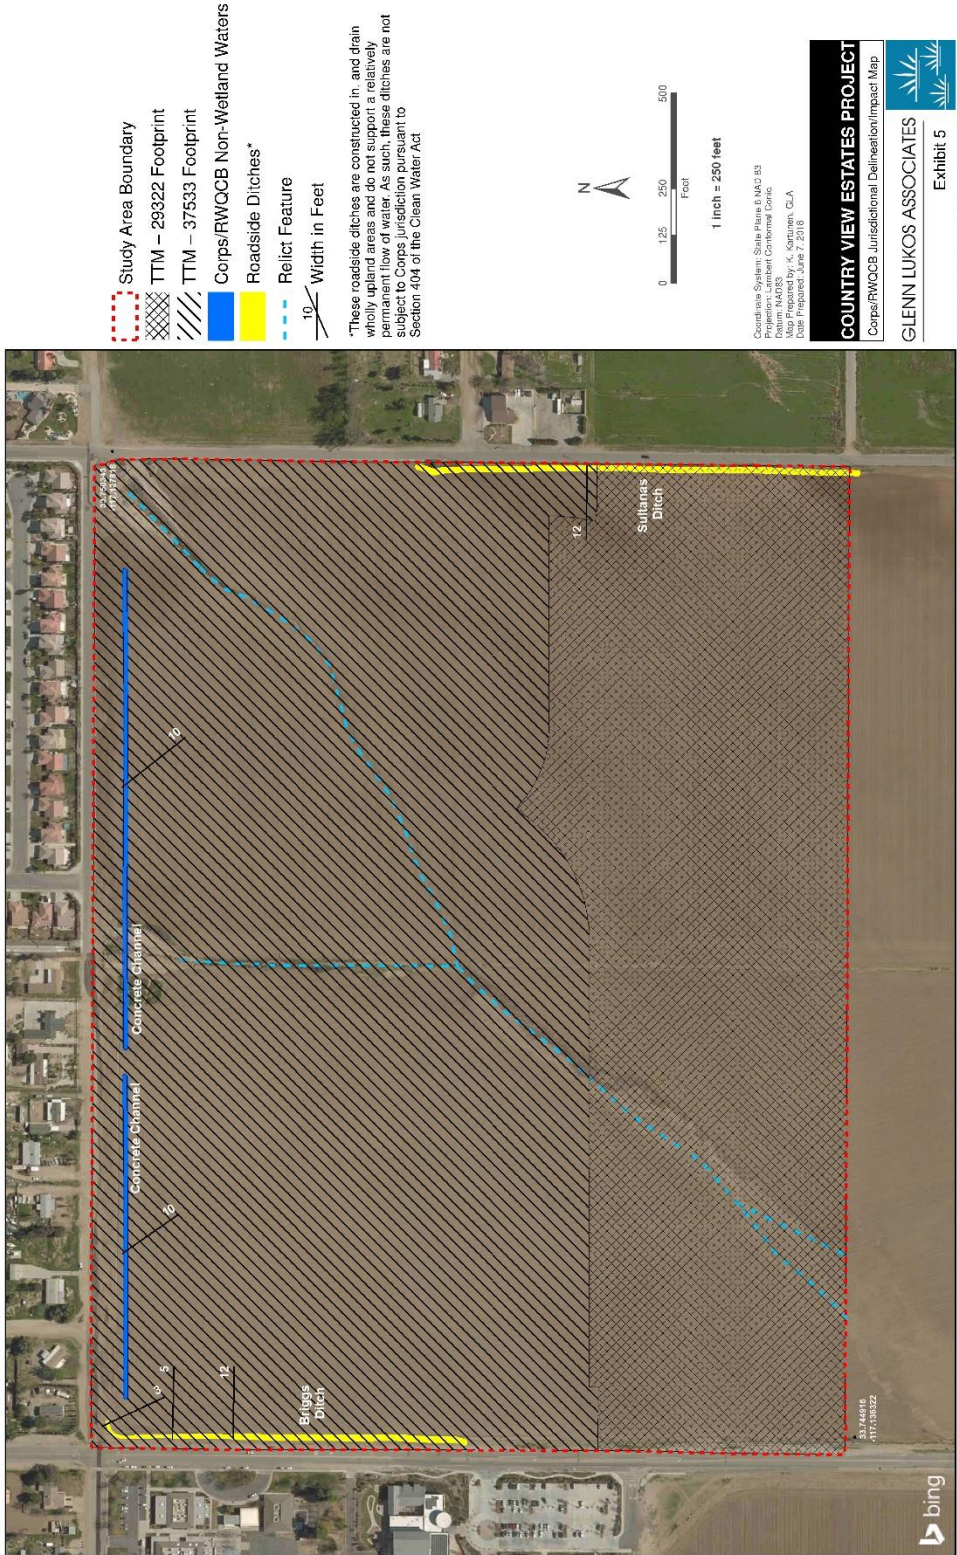 Study Area Boundary
TTM – 29322 Footprint
TTM – 37533 Footprint
Corps/RWQCB Non-Wetland Waters
Roadside Ditches*
Relict Feature
10 Width in Feet
*These roadside ditches are constructed in, and drain
wholly upland areas and do not support a relatively
permanent flow of water. As such, these ditches are not
subject to Corps jurisdiction pursuant to
Section 404 of the Clean Water Act
N
0 125 250 500
Feet
1 inch = 250 feet
Coordinate System: State Plane 6 NAD 83
Projection: Lambert Conformal Conic
Datum: NAD83
Map Prepared by: K. Kartunen, GLA
Date Prepared: June 7, 2018
COUNTRY VIEW ESTATES PROJECT
Corps/RWQCB Jurisdictional Delineation/Impact Map
GLENN LUKOS ASSOCIATES
Exhibit 5
Concrete Channel
Concrete Channel
10
10
3
5
12
Briggs
Ditch
12
Sultanas
Ditch
33.744916
-117.136322
bing